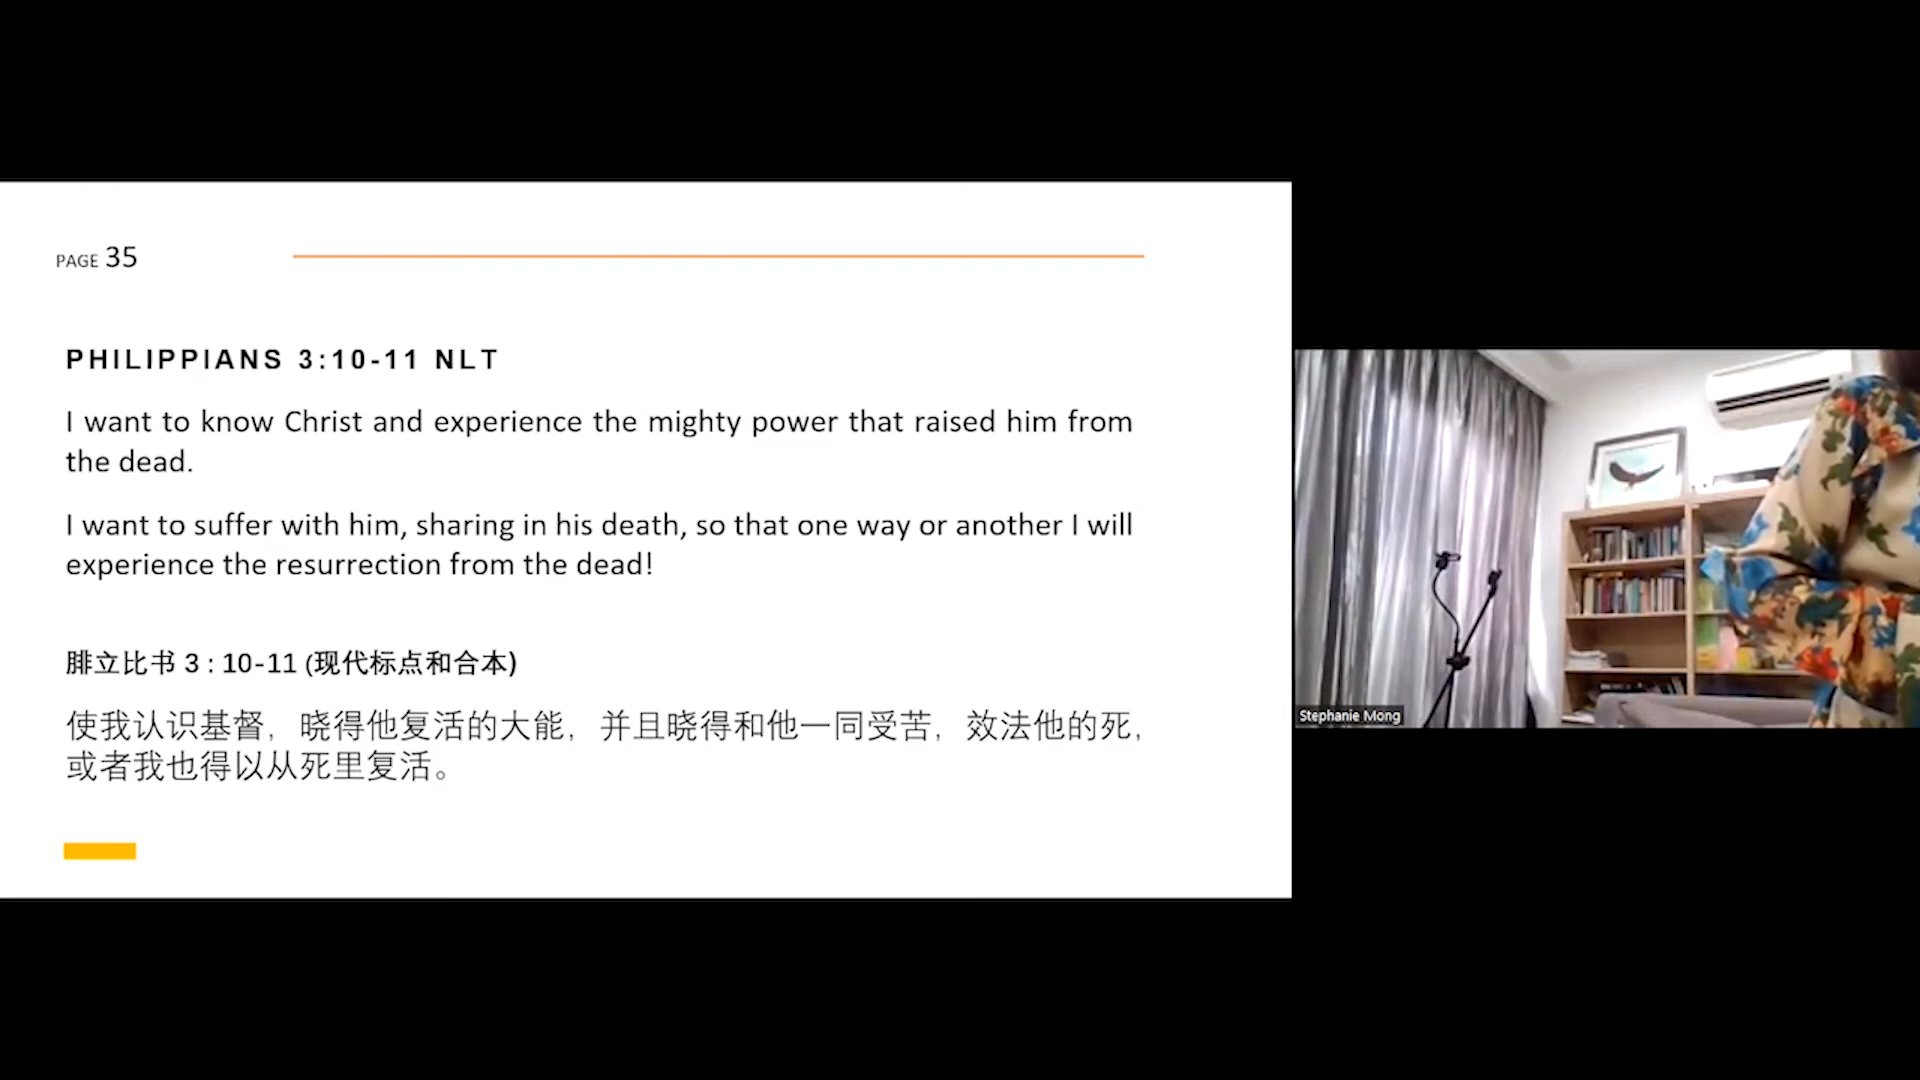 PAGE 35
PHILIPPIANS 3:10-11 NLT
I want to know Christ and experience the mighty power that raised him from
the dead.
I want to suffer with him, sharing in his death, so that one way or another I will
experience the resurrection from the dead!
腓立比书 3 : 10-11 (现代标点和合本)
使我认识基督，晓得他复活的大能，并且晓得和他一同受苦，效法他的死，
或者我也得以从死里复活。
Stephanie Mong